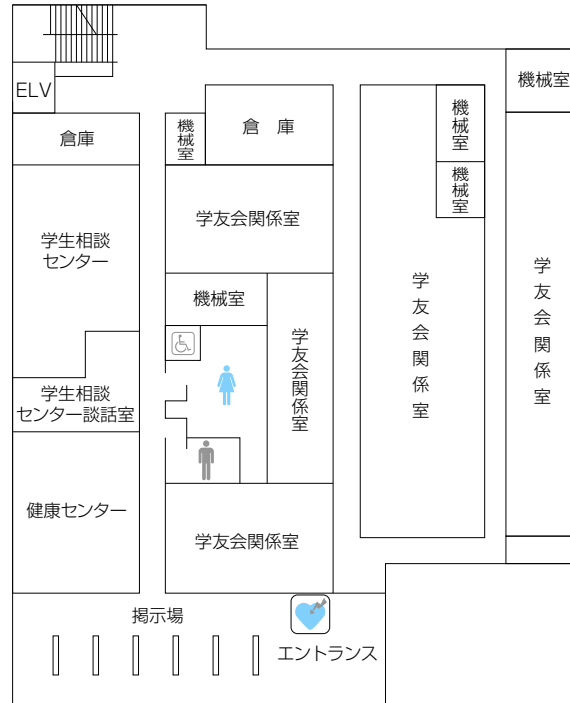 ELV
倉庫
機械室
倉 庫
機械室
機械室
機械室
学生相談
センター
学友会関係室
機械室
学友会関係室
学友会関係室
学友会関係室
学生相談
センター談話室
健康センター
学友会関係室
掲示場
エントランス